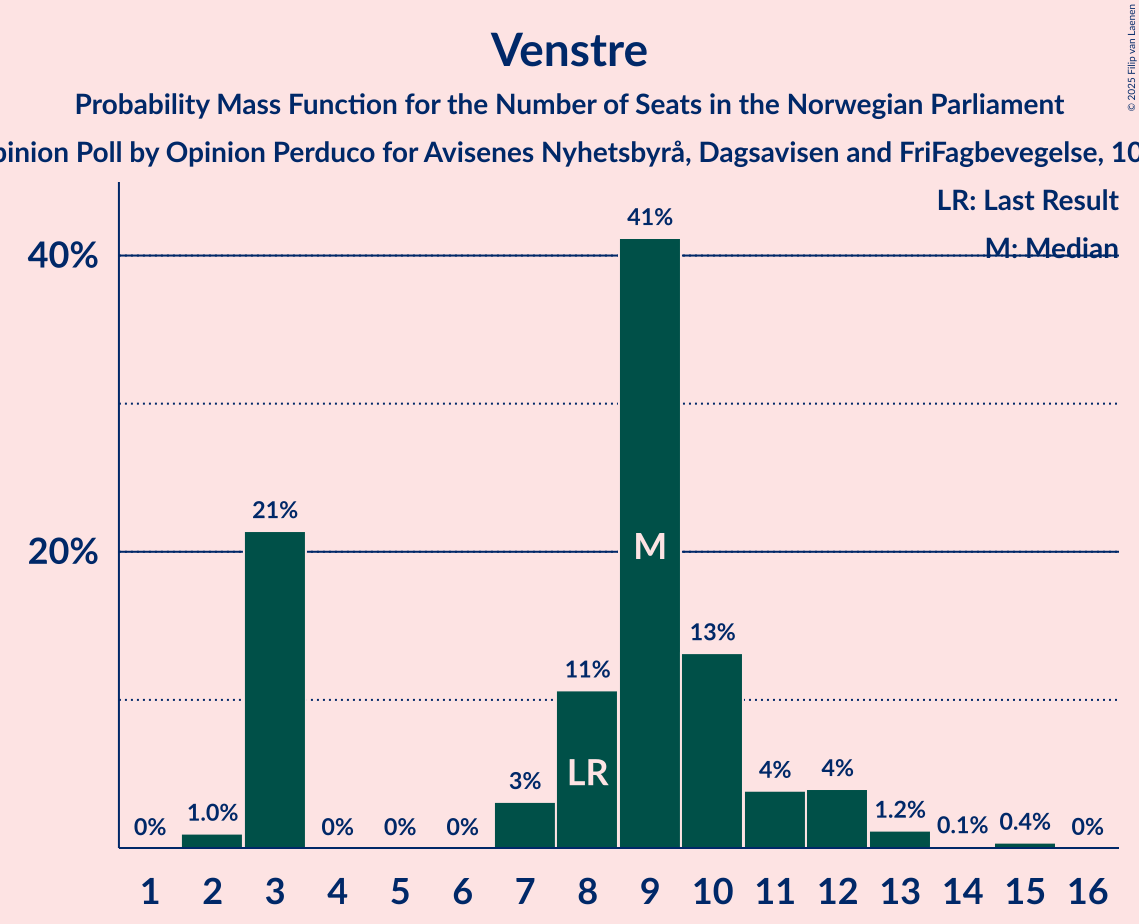 Venstre
Probability Mass Function for the Number of Seats in the Norwegian Parliament
Opinion Poll by Opinion Perduco for Avisenes Nyhetsbyrå, Dagsavisen and FriFagbevegelse, 10
© 2025 Filip van Laenen
LR: Last Result
M: Median
40%
20%
0%
1.0%
21%
0%
0%
0%
3%
11%
41%
13%
4%
4%
1.2%
0.1%
0.4%
0%
LR
M
1 2 3 4 5 6 7 8 9 10 11 12 13 14 15 16